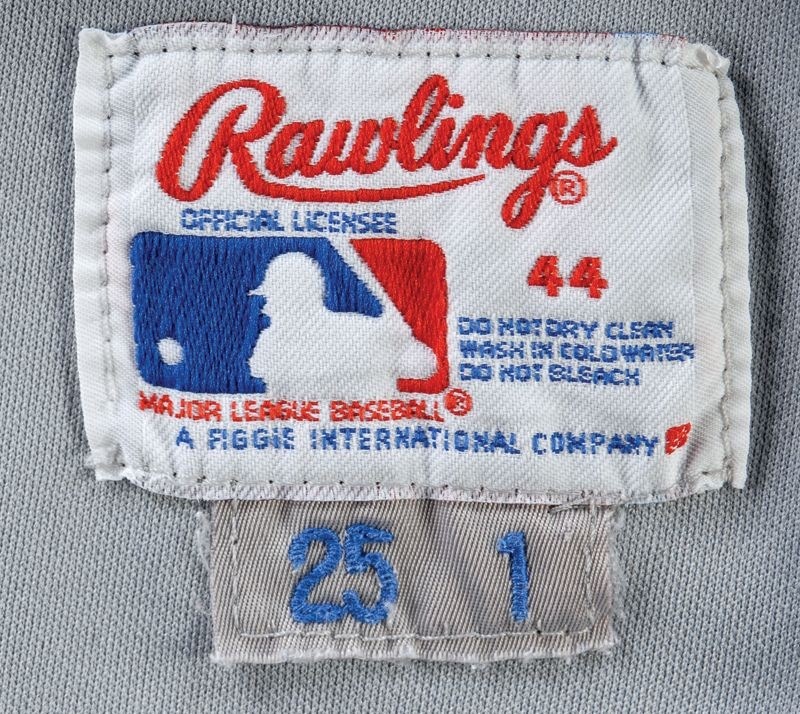 Rawlings®
OFFICIAL LICENSEE
44
DO NOT DRY CLEAN
WASH IN COLD WATER
DO NOT BLEACH
MAJOR LEAGUE BASEBALL®
A FIGGIE INTERNATIONAL COMPANY
25 1